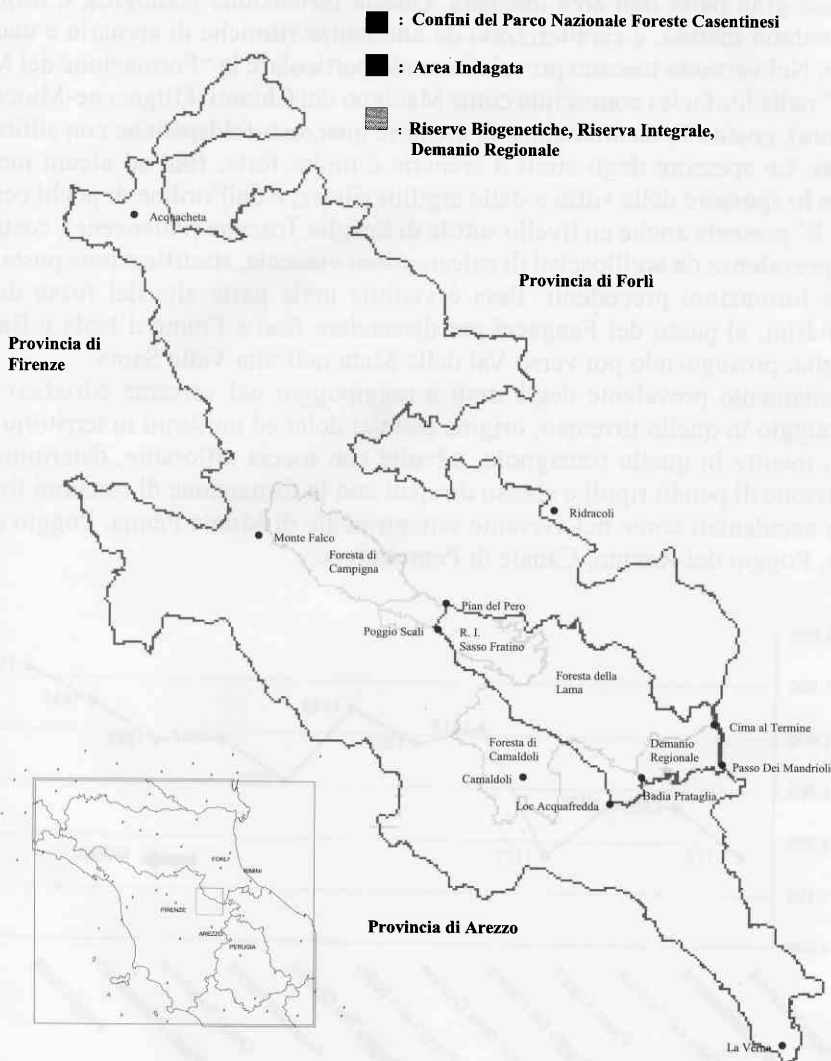 : Confini del Parco Nazionale Foreste Casentinesi
: Area Indagata
: Riserve Biogenetiche, Riserva Integrale,
Demanio Regionale
Acquacheta
Provincia di Forlì
Provincia di
Firenze
Ridracoli
Monte Falco
Foresta di
Campigna
Pian del Pero
Poggio Scali
R. I.
Sasso Fratino
Foresta della
Lama
Cima al Termine
Foresta di
Camaldoli
Demanio
Regionale
Passo Dei Mandrioli
Camaldoli
Badia Prataglia
Loc Acquafredda
FORLI'
RIMINI
FIRENZE
AREZZO
PERUGIA
Provincia di Arezzo
La Verna